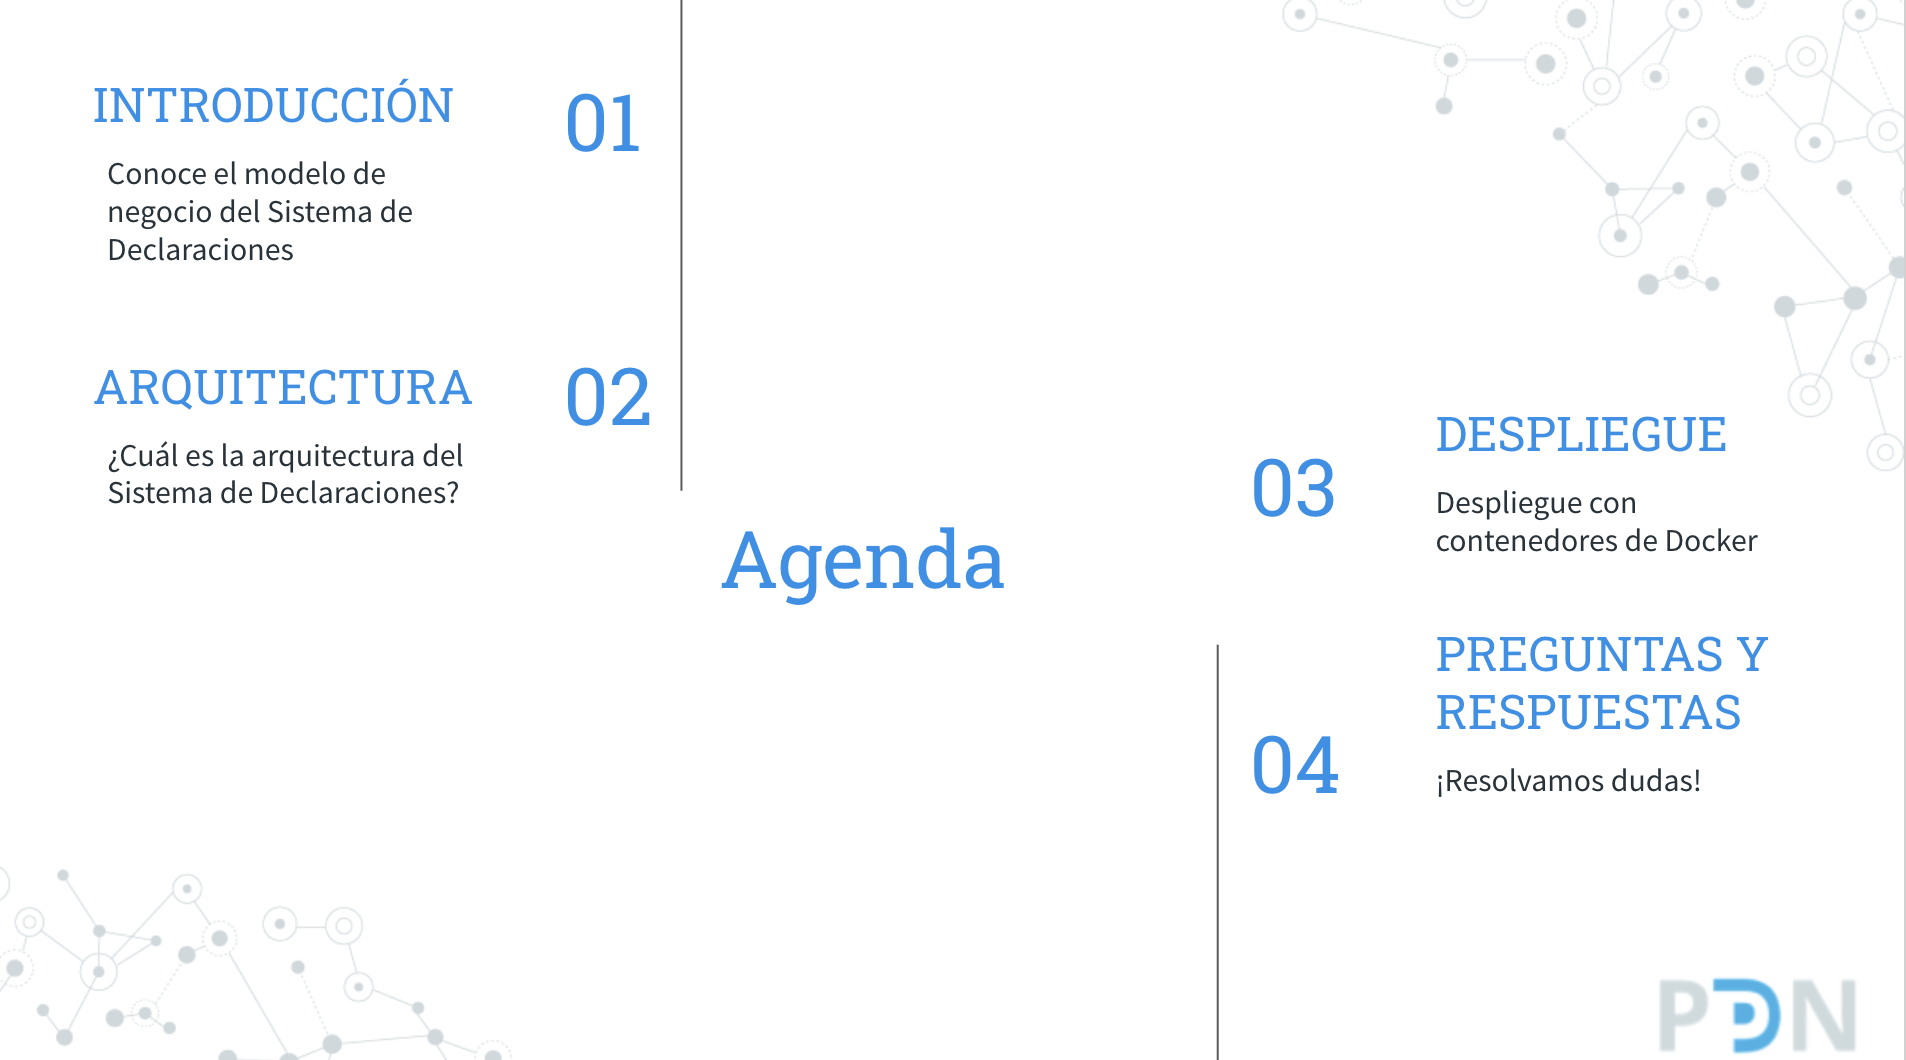 INTRODUCCIÓN
01
Conoce el modelo de
negocio del Sistema de
Declaraciones
ARQUITECTURA
02
¿Cuál es la arquitectura del
Sistema de Declaraciones?
Agenda
03
DESPLIEGUE
Despliegue con
contenedores de Docker
04
PREGUNTAS Y
RESPUESTAS
¡Resolvamos dudas!
PDN